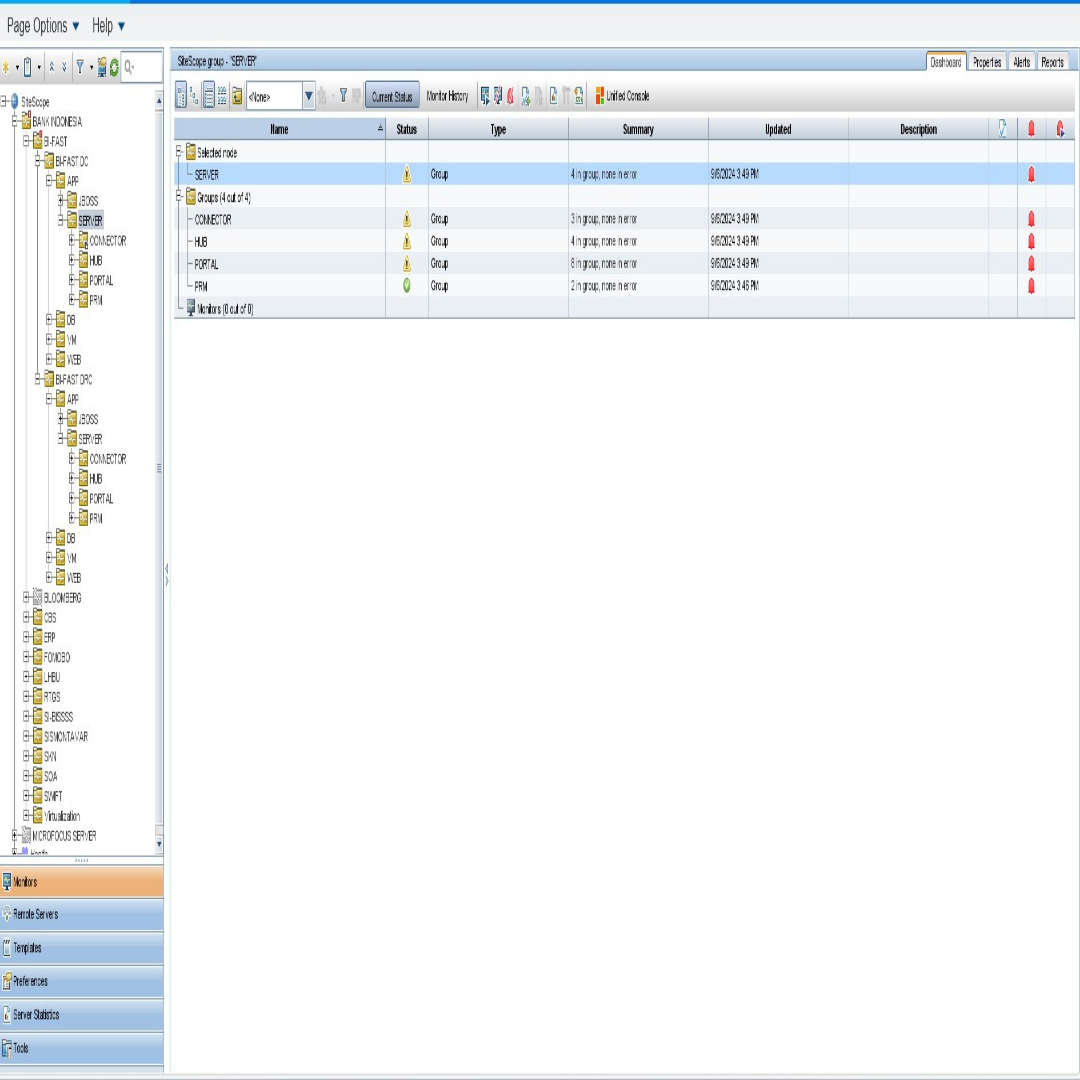 Page Options Help
SiteScope
BANK INDONESIA
BI-FAST
BI-FAST DC
APP
JBOSS
SERVER
CONNECTOR
HUB
PORTAL
PRM
DB
VM
WEB
BI-FAST DRC
APP
JBOSS
SERVER
CONNECTOR
HUB
PORTAL
PRM
DB
VM
WEB
BLOOMBERG
CBS
ERP
FOMOBO
LHBU
RTGS
SI-BISSSS
SISMONTAVAR
SKN
SOA
SWIFT
Virtualization
MICROFOCUS SERVER
Monitors
Remote Servers
Templates
Preferences
Server Statistics
Tools
SiteScope group - "SERVER"
Dashboard Properties Alerts Reports
<None> Current Status Monitor History Unified Console
Name Status Type Summary Updated Description
Selected node
SERVER Group 4 in group, none in error 9/6/2024 3:49 PM
Groups (4 out of 4)
CONNECTOR Group 3 in group, none in error 9/6/2024 3:49 PM
HUB Group 4 in group, none in error 9/6/2024 3:49 PM
PORTAL Group 8 in group, none in error 9/6/2024 3:49 PM
PRM Group 2 in group, none in error 9/6/2024 3:46 PM
Monitors (0 out of 0)